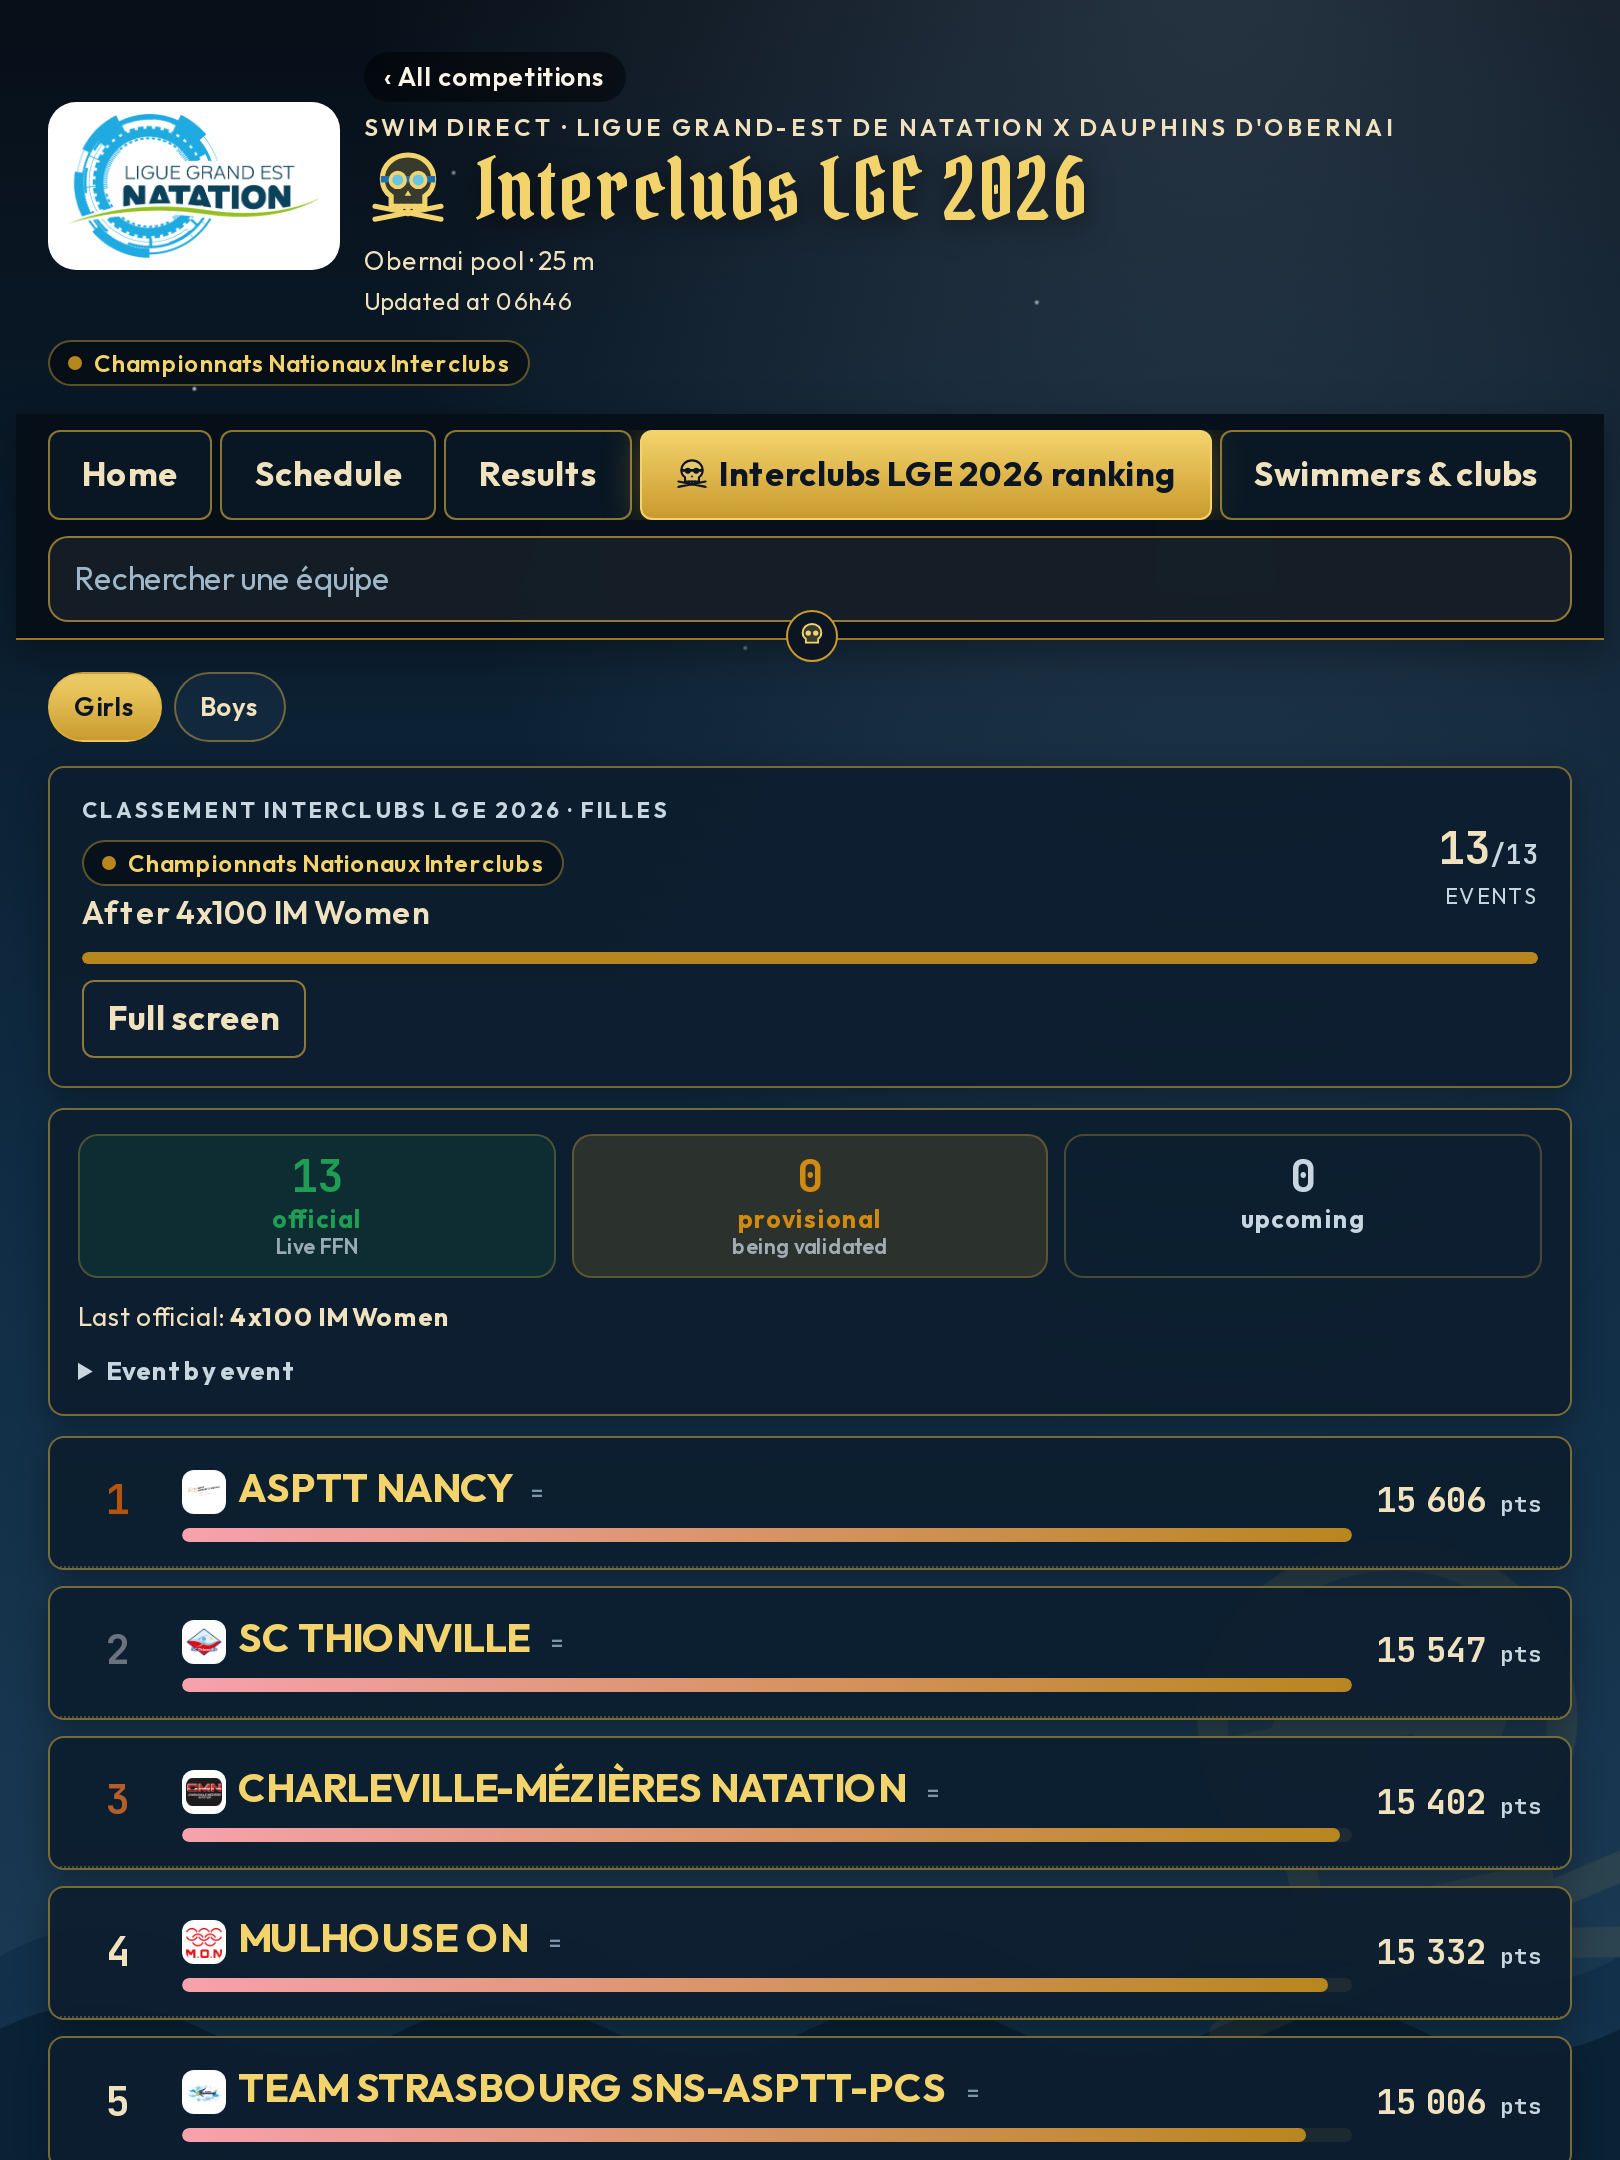 ‹ All competitions
SWIM DIRECT · LIGUE GRAND-EST DE NATATION X DAUPHINS D'OBERNAI
LIGUE GRAND EST
NATATION
Interclubs LGE 2026
Obernai pool · 25 m
Updated at 06h46
Championnats Nationaux Interclubs
Home
Schedule
Results
Interclubs LGE 2026 ranking
Swimmers & clubs
Rechercher une équipe
Girls
Boys
CLASSEMENT INTERCLUBS LGE 2026 · FILLES
Championnats Nationaux Interclubs
After 4x100 IM Women
13/13
EVENTS
Full screen
13
official
Live FFN
0
provisional
being validated
0
upcoming
Last official: 4x100 IM Women
▶ Event by event
1 ASPTT NANCY = 15 606 pts
2 SC THIONVILLE = 15 547 pts
3 CHARLEVILLE-MÉZIÈRES NATATION = 15 402 pts
CMN
4 MULHOUSE ON = 15 332 pts
M.O.N
5 TEAM STRASBOURG SNS-ASPTT-PCS = 15 006 pts